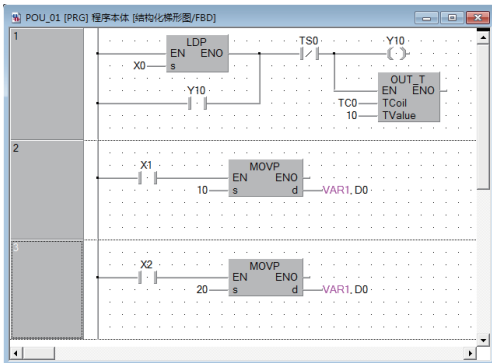 POU_01 [PRG] 程序本体 [结构化梯形图/FBD]
1
LDP TS0 Y10
EN ENO
X0 s
OUT_T
Y10 EN ENO
TC0 TCoil
10 TValue
2
X1 MOVP
EN ENO
10 s d VAR1.D0
3
X2 MOVP
EN ENO
20 s d VAR1.D0